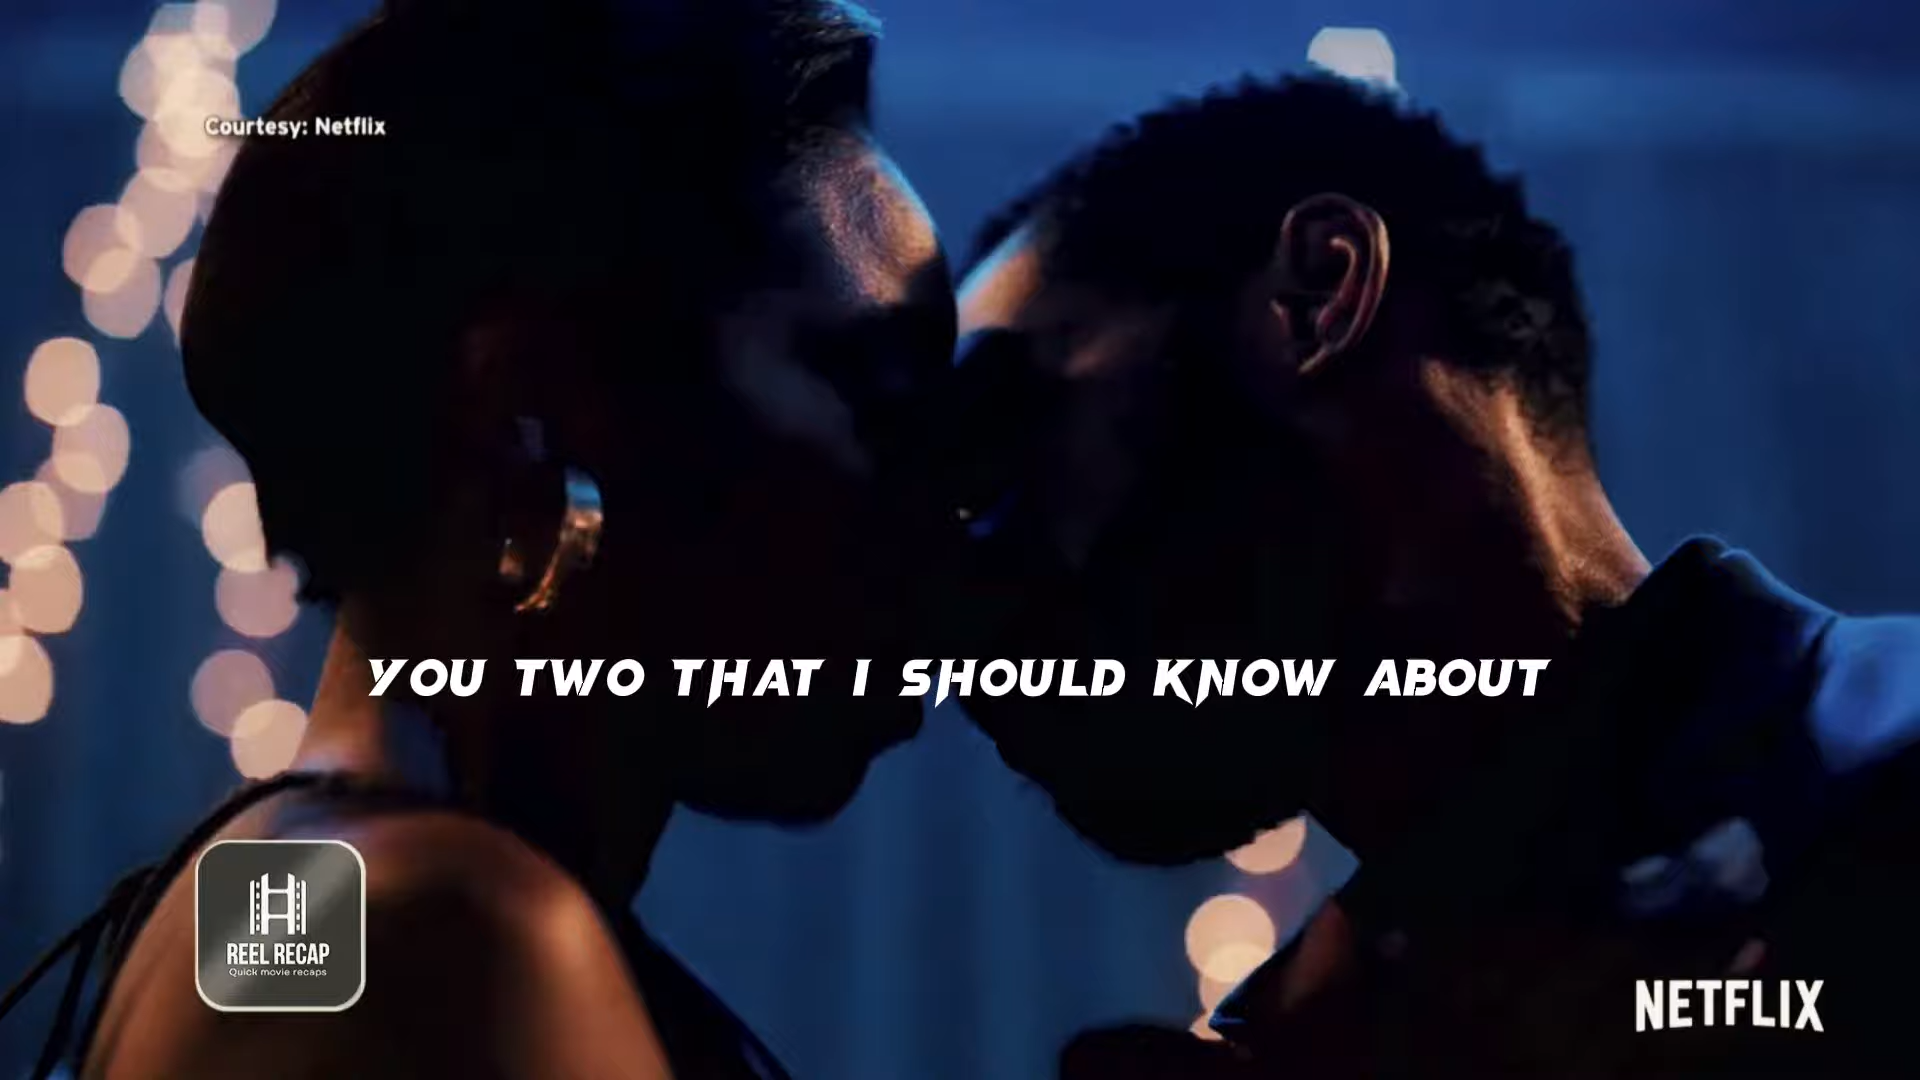 Courtesy: Netflix
YOU TWO THAT I SHOULD KNOW ABOUT
REEL RECAP
Quick movie recaps
NETFLIX